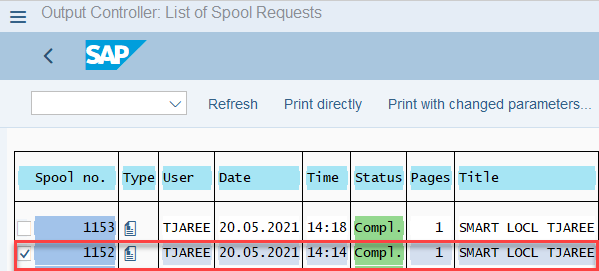 Output Controller: List of Spool Requests
SAP
Refresh Print directly Print with changed parameters...
Spool no. Type User Date Time Status Pages Title
1153 TJAREE 20.05.2021 14:18 Compl. 1 SMART LOCL TJAREE
1152 TJAREE 20.05.2021 14:14 Compl. 1 SMART LOCL TJAREE